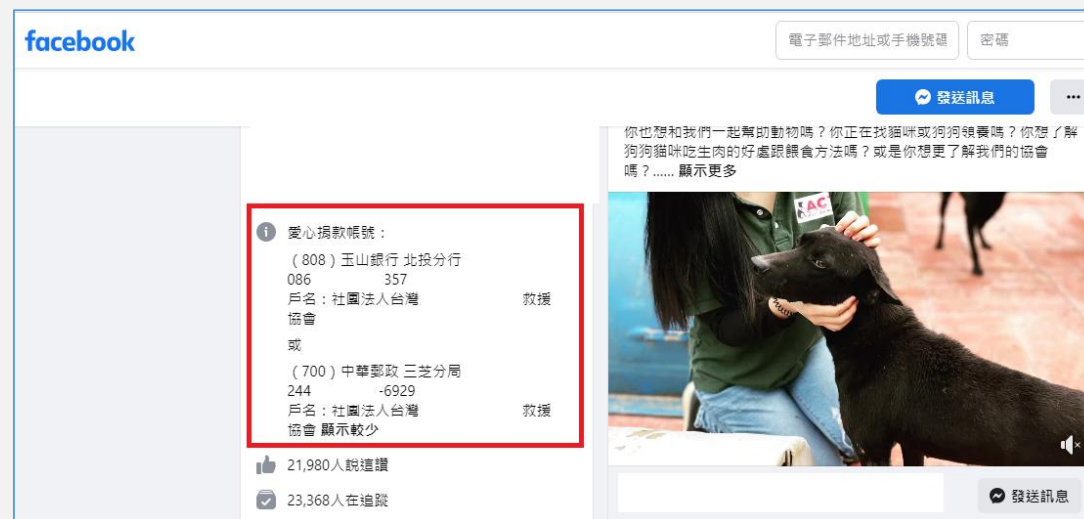 facebook
電子郵件地址或手機號碼
密碼
發送訊息
你也想和我們一起幫助動物嗎？你正在找貓咪或狗狗領養嗎？你想了解
狗狗貓咪吃生肉的好處跟餵食方法嗎？或是你想更了解我們的協會
嗎？...... 顯示更多
愛心捐款帳號：
（808）玉山銀行 北投分行
086 357
戶名：社團法人台灣 救援
協會
或
（700）中華郵政 三芝分局
244 -6929
戶名：社團法人台灣 救援
協會 顯示較少
21,980人說這讚
23,368人在追蹤
AC
發送訊息